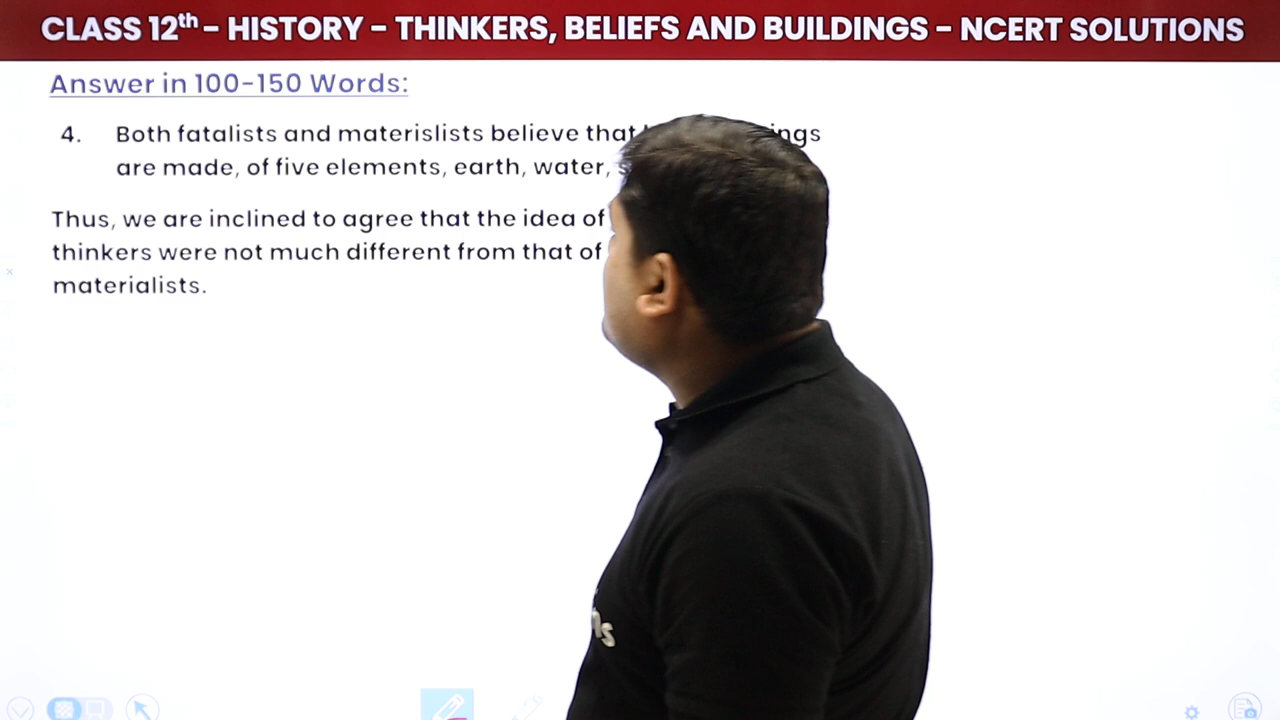 CLASS 12th – HISTORY – THINKERS, BELIEFS AND BUILDINGS – NCERT SOLUTIONS
Answer in 100-150 Words:
4. Both fatalists and materislists believe that
are made, of five elements, earth, water,
Thus, we are inclined to agree that the idea of
thinkers were not much different from that of
materialists.